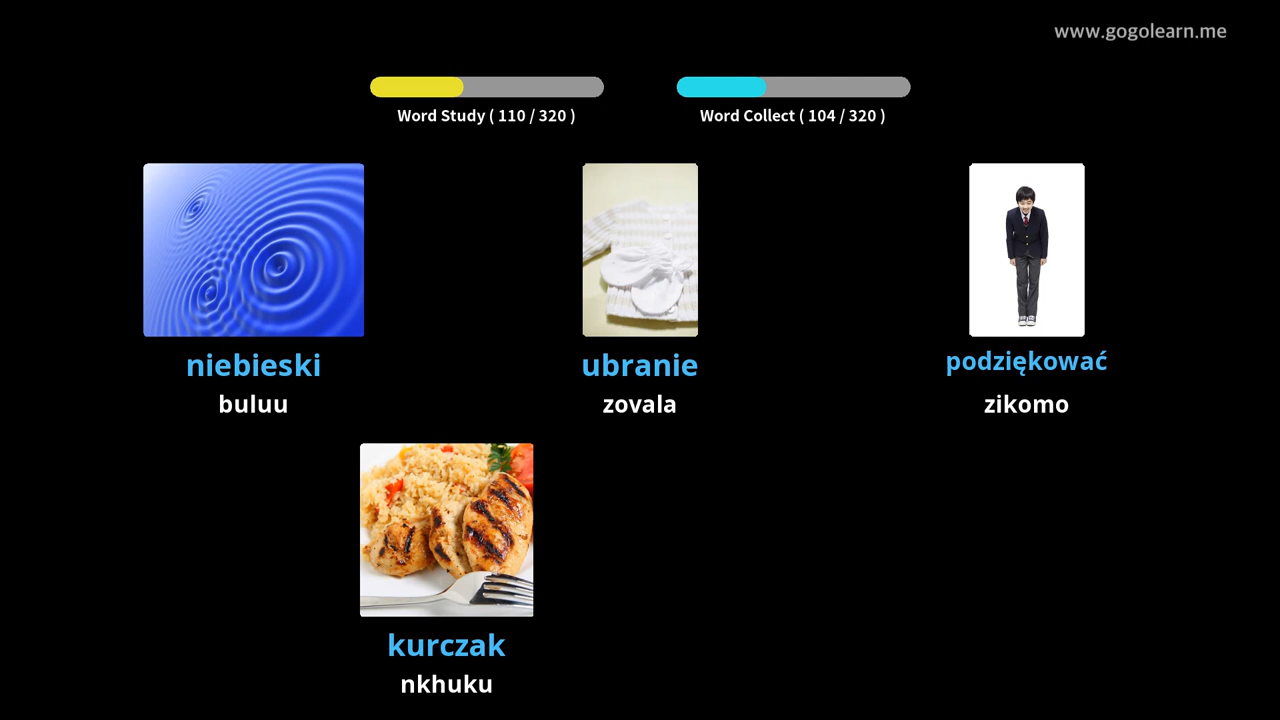 www.gogolearn.me
Word Study ( 110 / 320 )
Word Collect ( 104 / 320 )
niebieski
buluu
ubranie
zovala
podziękować
zikomo
kurczak
nkhuku